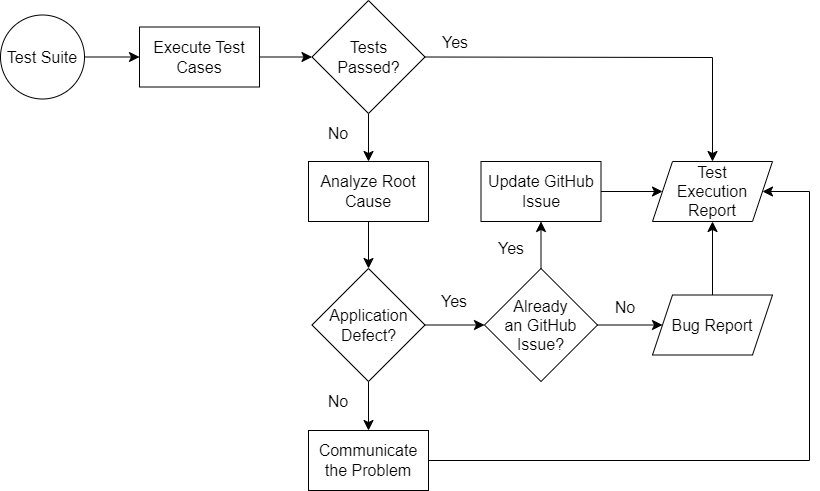 Test Suite
Execute Test
Cases
Tests
Passed?
Yes
No
Analyze Root
Cause
Update GitHub
Issue
Test
Execution
Report
Yes
Application
Defect?
Yes
Already
an GitHub
Issue?
No
Bug Report
No
Communicate
the Problem